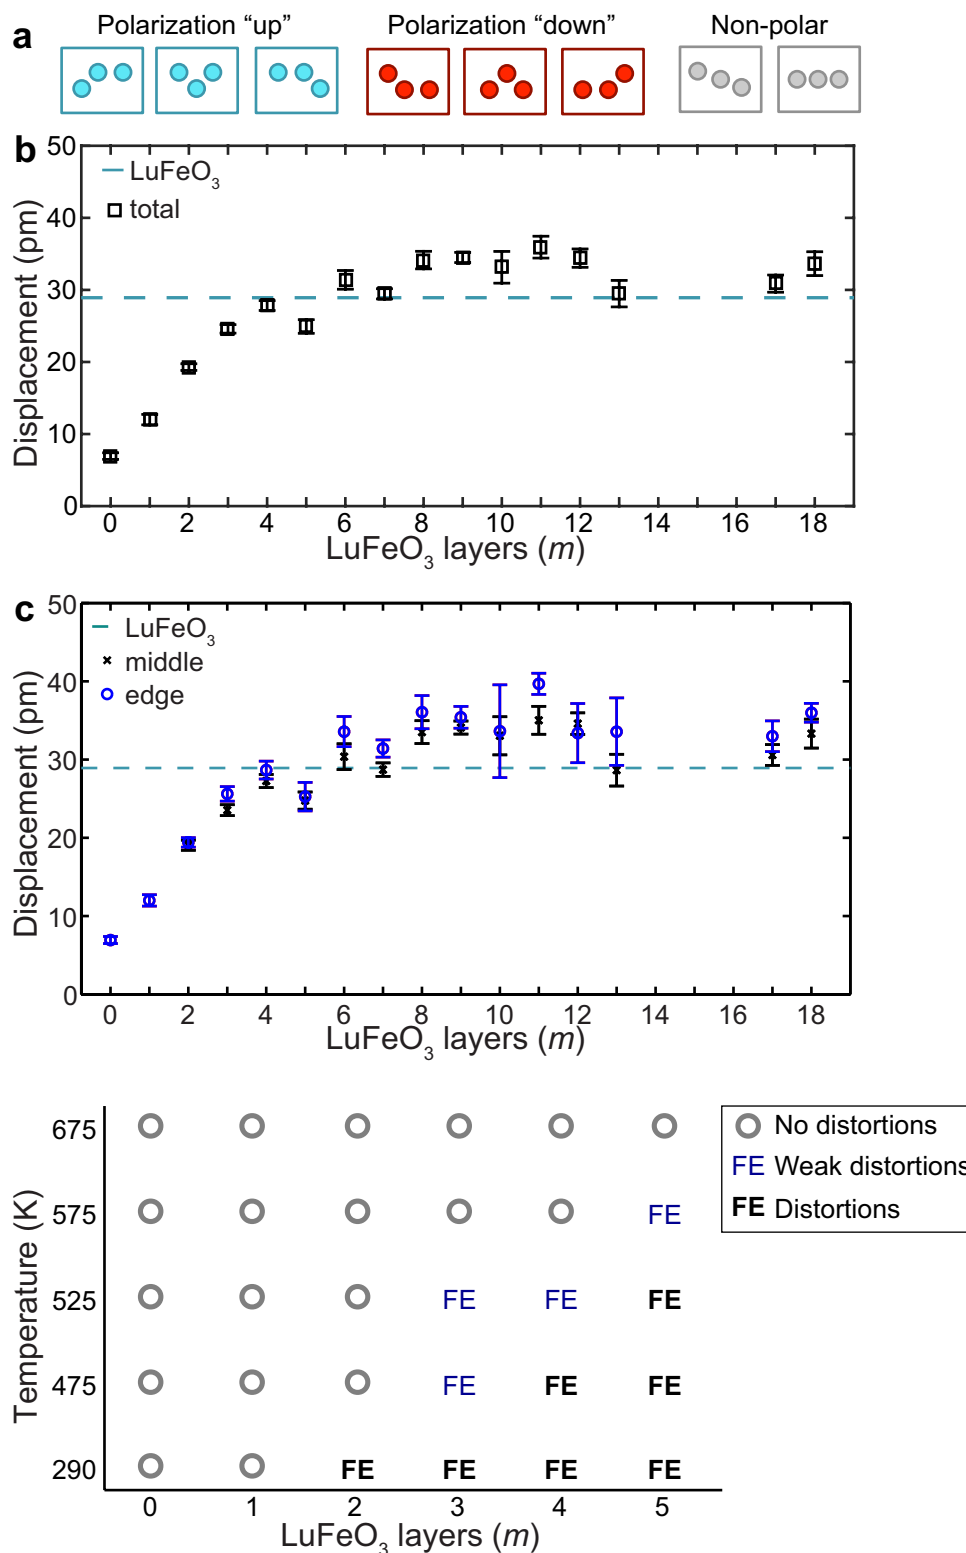 a
Polarization “up”
Polarization “down”
Non-polar
b
50
40
30
20
10
0
Displacement (pm)
LuFeO₃
total
0 2 4 6 8 10 12 14 16 18
LuFeO₃ layers (m)
c
50
40
30
20
10
0
Displacement (pm)
LuFeO₃
middle
edge
0 2 4 6 8 10 12 14 16 18
LuFeO₃ layers (m)
Temperature (K)
675
575 FE
525 FE FE FE
475 FE FE FE
290 FE FE FE FE
0 1 2 3 4 5
LuFeO₃ layers (m)
No distortions
FE Weak distortions
FE Distortions